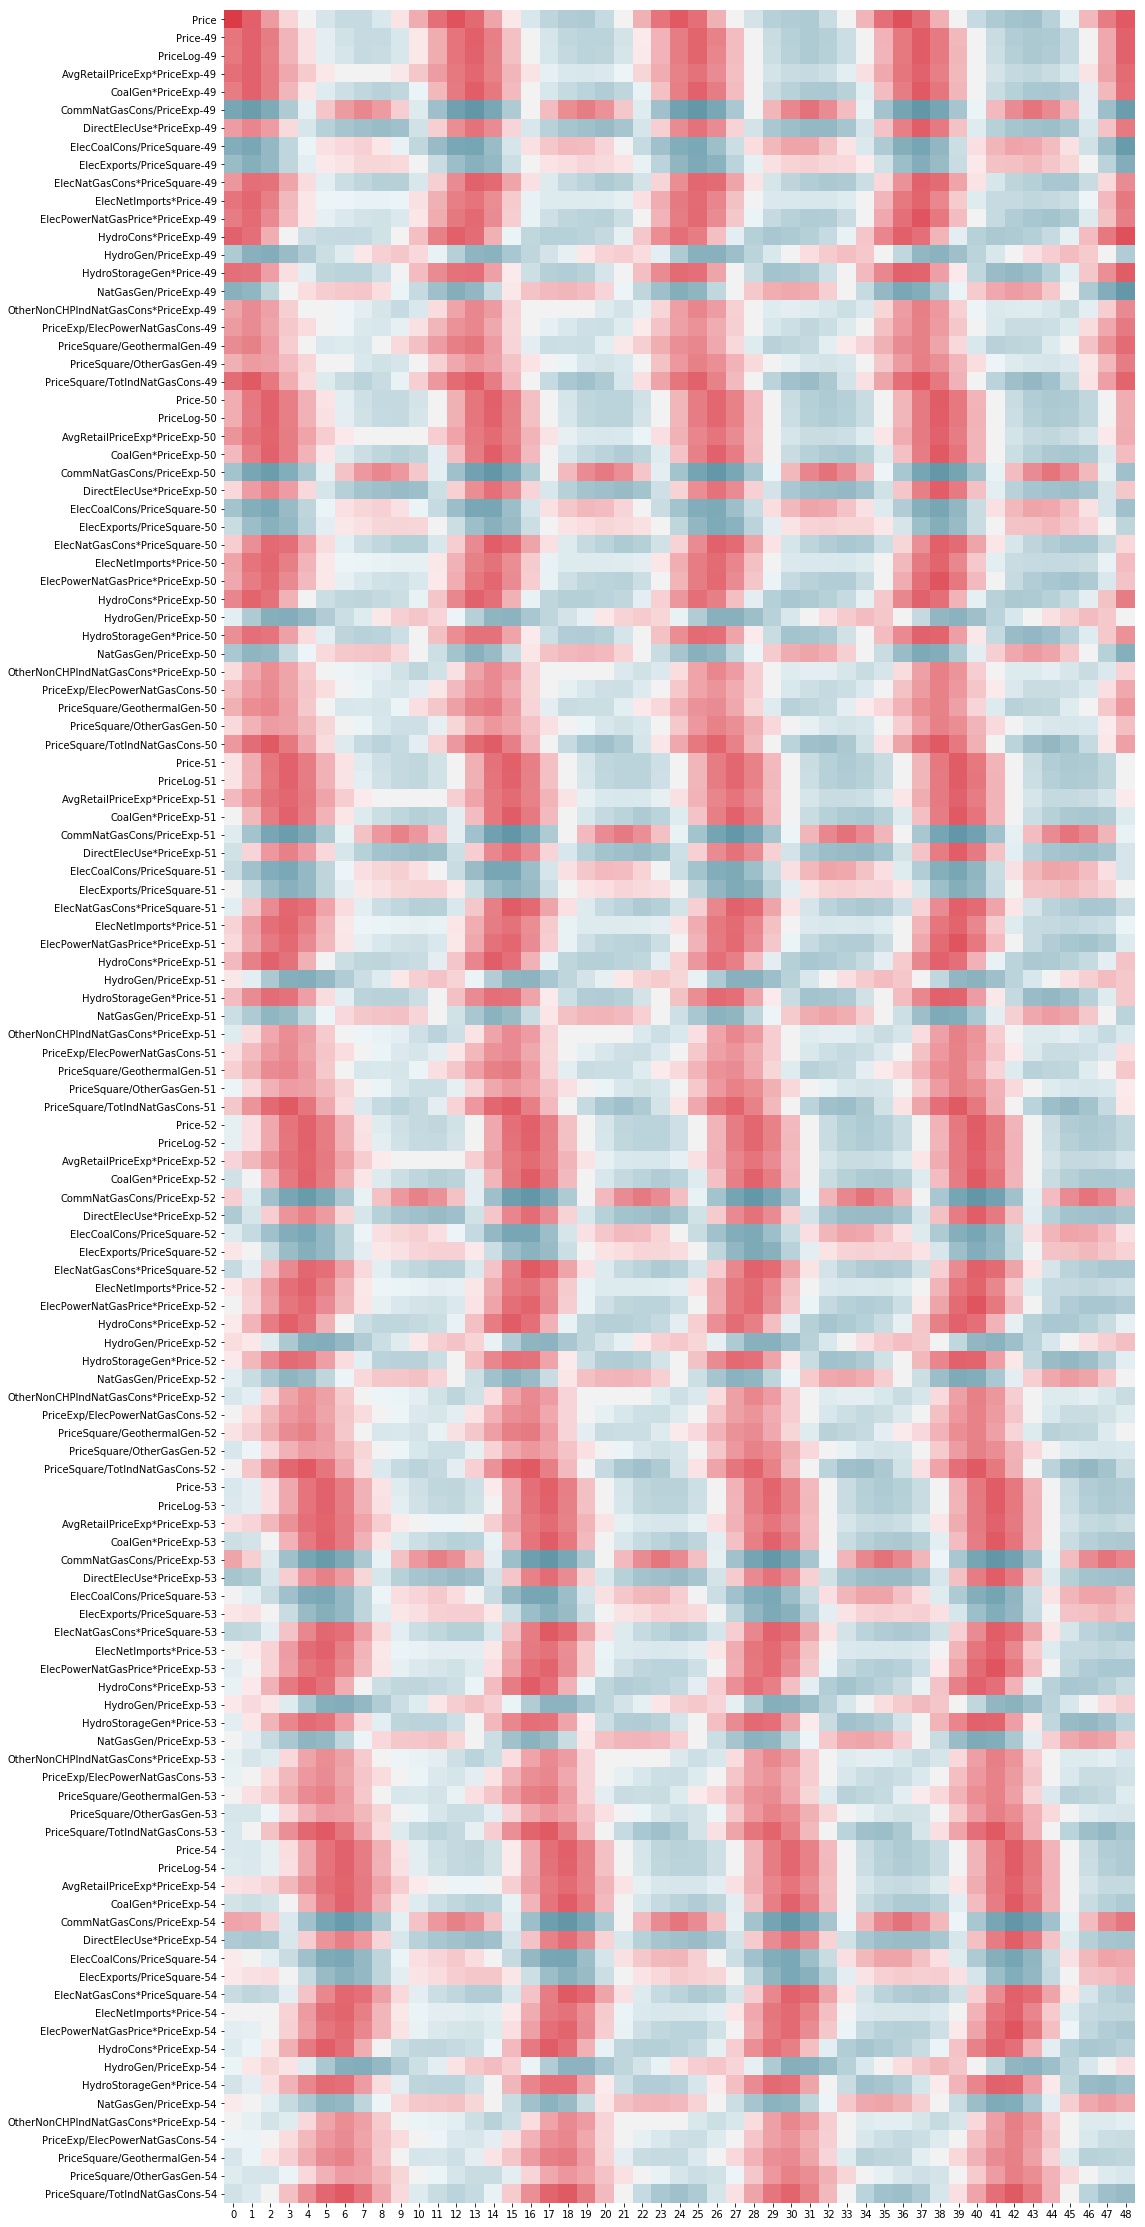 Price
Price-49
PriceLog-49
AvgRetailPriceExp*PriceExp-49
CoalGen*PriceExp-49
CommNatGasCons/PriceExp-49
DirectElecUse*PriceExp-49
ElecCoalCons/PriceSquare-49
ElecExports/PriceSquare-49
ElecNatGasCons*PriceSquare-49
ElecNetImports*Price-49
ElecPowerNatGasPrice*PriceExp-49
HydroCons*PriceExp-49
HydroGen/PriceExp-49
HydroStorageGen*Price-49
NatGasGen/PriceExp-49
OtherNonCHPIndNatGasCons*PriceExp-49
PriceExp/ElecPowerNatGasCons-49
PriceSquare/GeothermalGen-49
PriceSquare/OtherGasGen-49
PriceSquare/TotIndNatGasCons-49
Price-50
PriceLog-50
AvgRetailPriceExp*PriceExp-50
CoalGen*PriceExp-50
CommNatGasCons/PriceExp-50
DirectElecUse*PriceExp-50
ElecCoalCons/PriceSquare-50
ElecExports/PriceSquare-50
ElecNatGasCons*PriceSquare-50
ElecNetImports*Price-50
ElecPowerNatGasPrice*PriceExp-50
HydroCons*PriceExp-50
HydroGen/PriceExp-50
HydroStorageGen*Price-50
NatGasGen/PriceExp-50
OtherNonCHPIndNatGasCons*PriceExp-50
PriceExp/ElecPowerNatGasCons-50
PriceSquare/GeothermalGen-50
PriceSquare/OtherGasGen-50
PriceSquare/TotIndNatGasCons-50
Price-51
PriceLog-51
AvgRetailPriceExp*PriceExp-51
CoalGen*PriceExp-51
CommNatGasCons/PriceExp-51
DirectElecUse*PriceExp-51
ElecCoalCons/PriceSquare-51
ElecExports/PriceSquare-51
ElecNatGasCons*PriceSquare-51
ElecNetImports*Price-51
ElecPowerNatGasPrice*PriceExp-51
HydroCons*PriceExp-51
HydroGen/PriceExp-51
HydroStorageGen*Price-51
NatGasGen/PriceExp-51
OtherNonCHPIndNatGasCons*PriceExp-51
PriceExp/ElecPowerNatGasCons-51
PriceSquare/GeothermalGen-51
PriceSquare/OtherGasGen-51
PriceSquare/TotIndNatGasCons-51
Price-52
PriceLog-52
AvgRetailPriceExp*PriceExp-52
CoalGen*PriceExp-52
CommNatGasCons/PriceExp-52
DirectElecUse*PriceExp-52
ElecCoalCons/PriceSquare-52
ElecExports/PriceSquare-52
ElecNatGasCons*PriceSquare-52
ElecNetImports*Price-52
ElecPowerNatGasPrice*PriceExp-52
HydroCons*PriceExp-52
HydroGen/PriceExp-52
HydroStorageGen*Price-52
NatGasGen/PriceExp-52
OtherNonCHPIndNatGasCons*PriceExp-52
PriceExp/ElecPowerNatGasCons-52
PriceSquare/GeothermalGen-52
PriceSquare/OtherGasGen-52
PriceSquare/TotIndNatGasCons-52
Price-53
PriceLog-53
AvgRetailPriceExp*PriceExp-53
CoalGen*PriceExp-53
CommNatGasCons/PriceExp-53
DirectElecUse*PriceExp-53
ElecCoalCons/PriceSquare-53
ElecExports/PriceSquare-53
ElecNatGasCons*PriceSquare-53
ElecNetImports*Price-53
ElecPowerNatGasPrice*PriceExp-53
HydroCons*PriceExp-53
HydroGen/PriceExp-53
HydroStorageGen*Price-53
NatGasGen/PriceExp-53
OtherNonCHPIndNatGasCons*PriceExp-53
PriceExp/ElecPowerNatGasCons-53
PriceSquare/GeothermalGen-53
PriceSquare/OtherGasGen-53
PriceSquare/TotIndNatGasCons-53
Price-54
PriceLog-54
AvgRetailPriceExp*PriceExp-54
CoalGen*PriceExp-54
CommNatGasCons/PriceExp-54
DirectElecUse*PriceExp-54
ElecCoalCons/PriceSquare-54
ElecExports/PriceSquare-54
ElecNatGasCons*PriceSquare-54
ElecNetImports*Price-54
ElecPowerNatGasPrice*PriceExp-54
HydroCons*PriceExp-54
HydroGen/PriceExp-54
HydroStorageGen*Price-54
NatGasGen/PriceExp-54
OtherNonCHPIndNatGasCons*PriceExp-54
PriceExp/ElecPowerNatGasCons-54
PriceSquare/GeothermalGen-54
PriceSquare/OtherGasGen-54
PriceSquare/TotIndNatGasCons-54
0 1 2 3 4 5 6 7 8 9 10 11 12 13 14 15 16 17 18 19 20 21 22 23 24 25 26 27 28 29 30 31 32 33 34 35 36 37 38 39 40 41 42 43 44 45 46 47 48